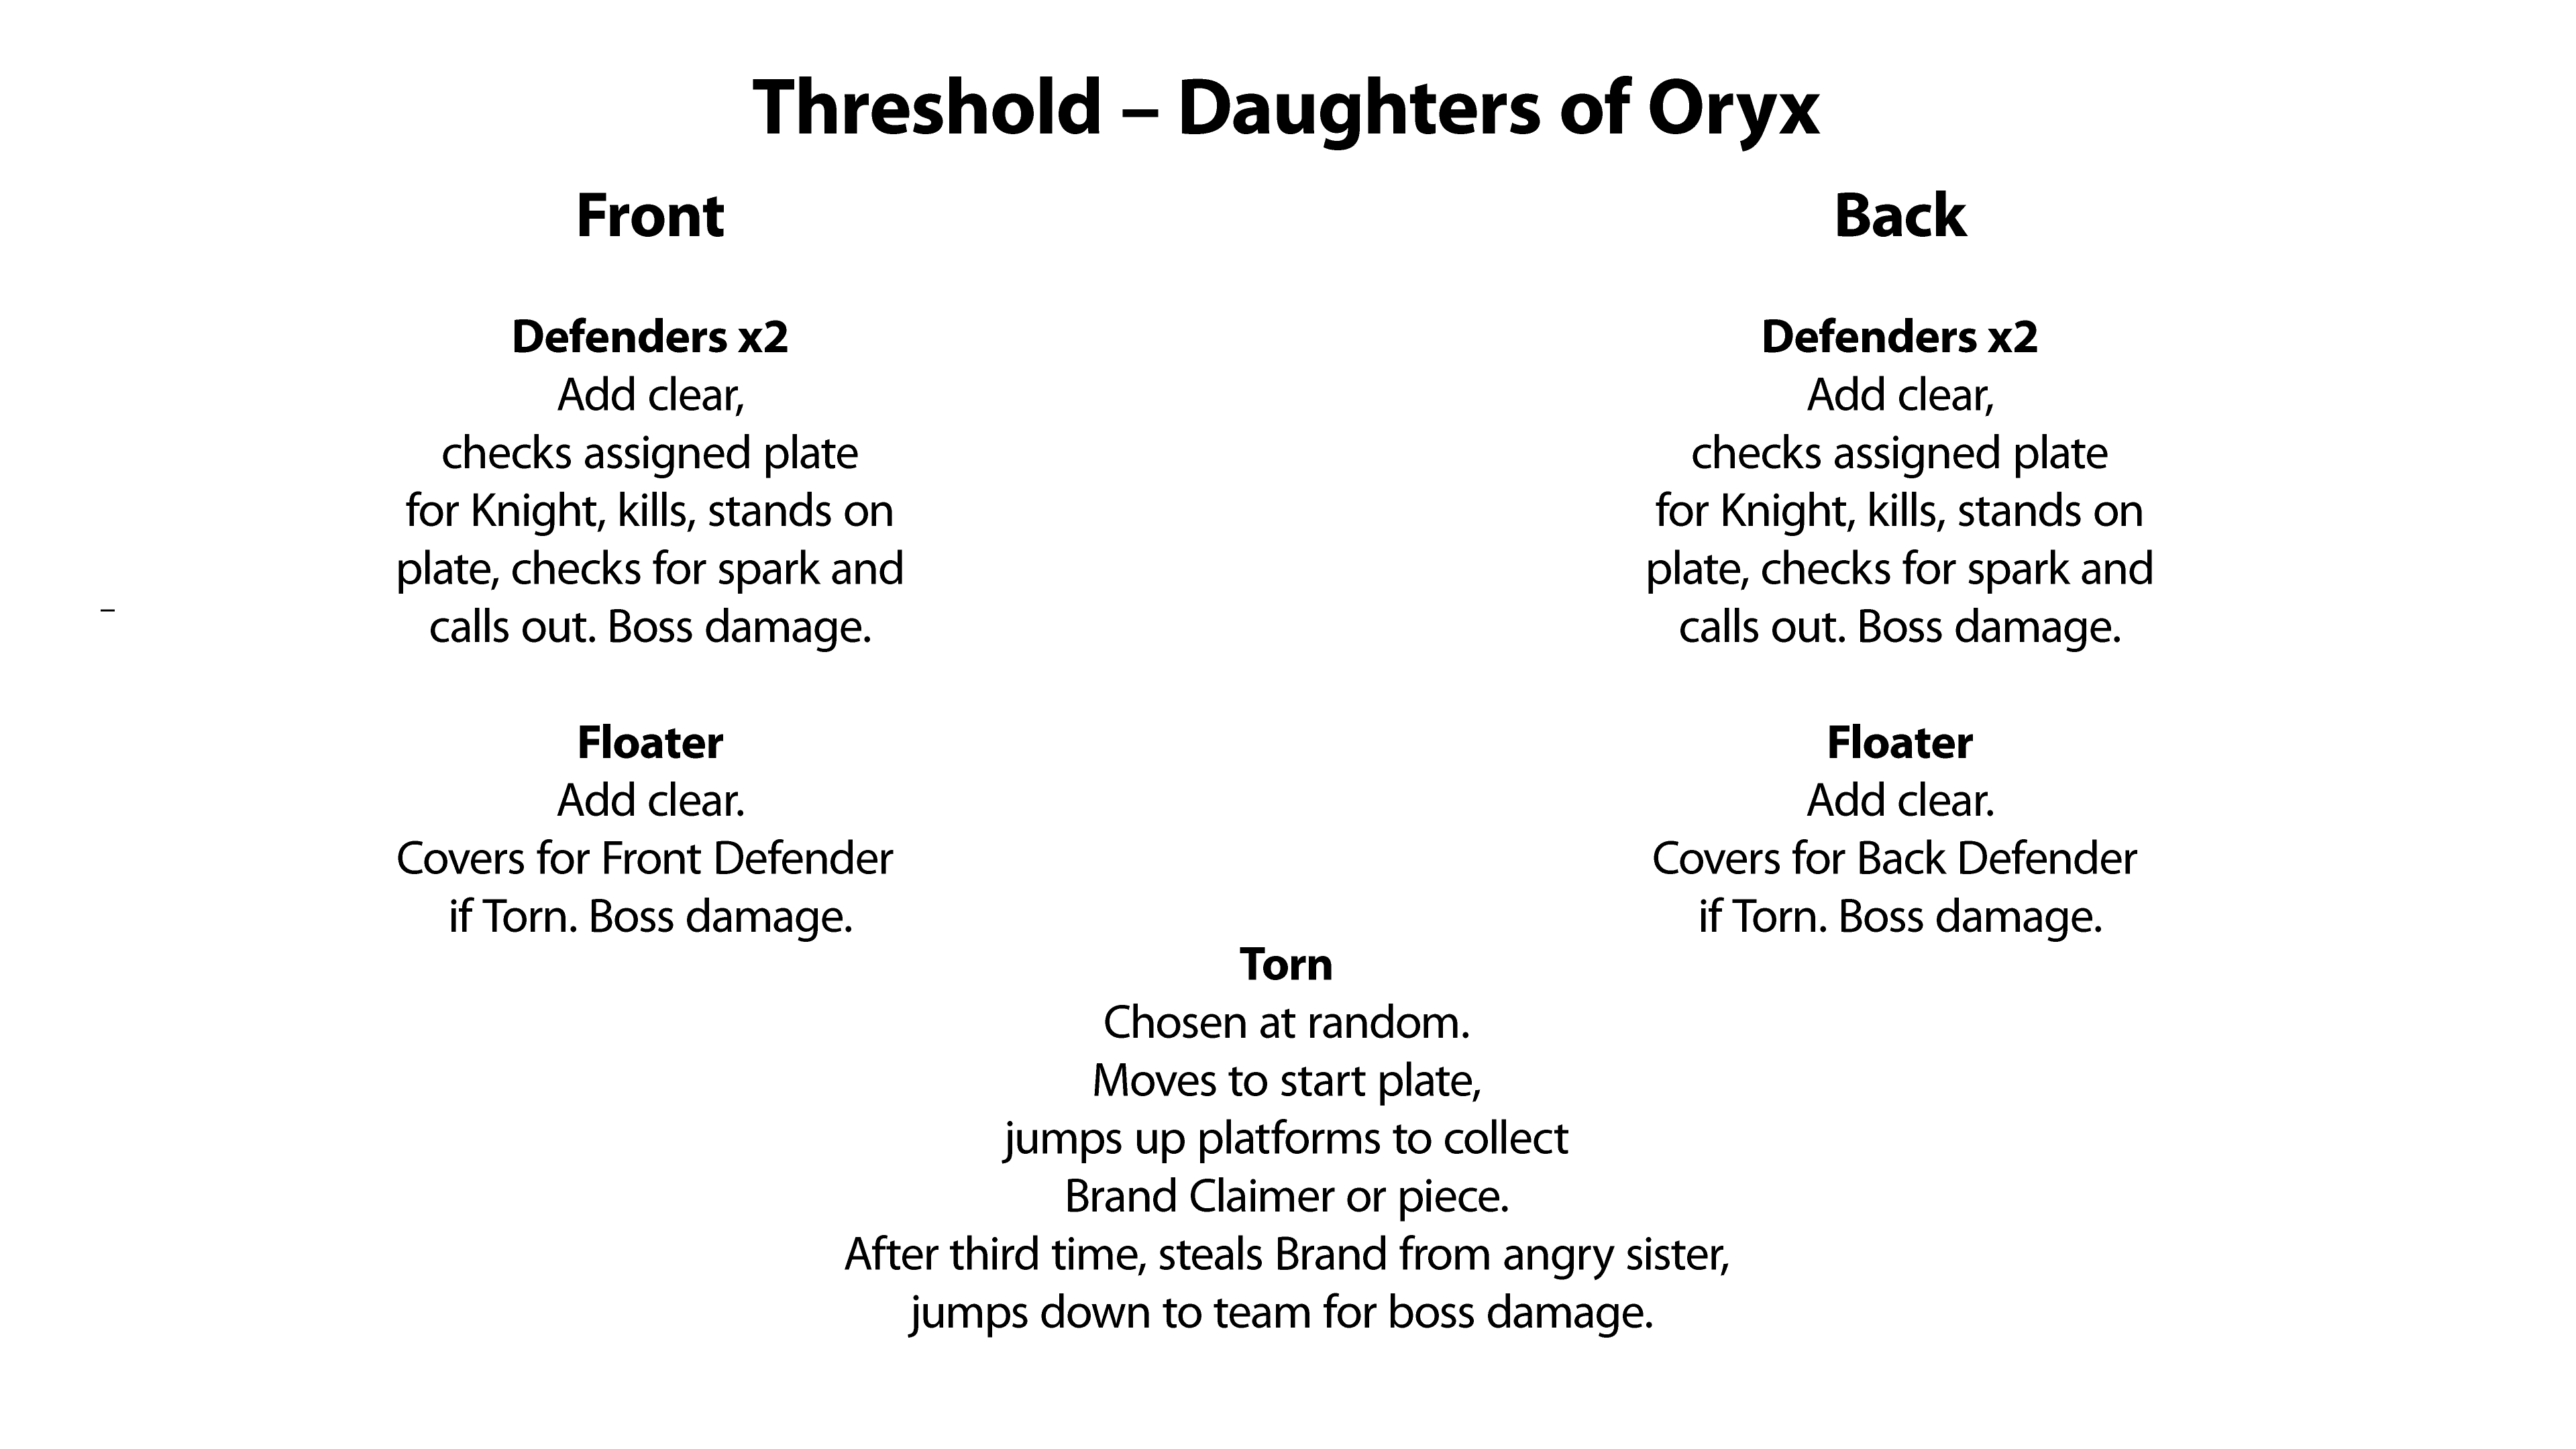 Threshold – Daughters of Oryx
Front
Defenders x2
Add clear,
checks assigned plate
for Knight, kills, stands on
plate, checks for spark and
calls out. Boss damage.
Floater
Add clear.
Covers for Front Defender
if Torn. Boss damage.
Back
Defenders x2
Add clear,
checks assigned plate
for Knight, kills, stands on
plate, checks for spark and
calls out. Boss damage.
Floater
Add clear.
Covers for Back Defender
if Torn. Boss damage.
–
Torn
Chosen at random.
Moves to start plate,
jumps up platforms to collect
Brand Claimer or piece.
After third time, steals Brand from angry sister,
jumps down to team for boss damage.